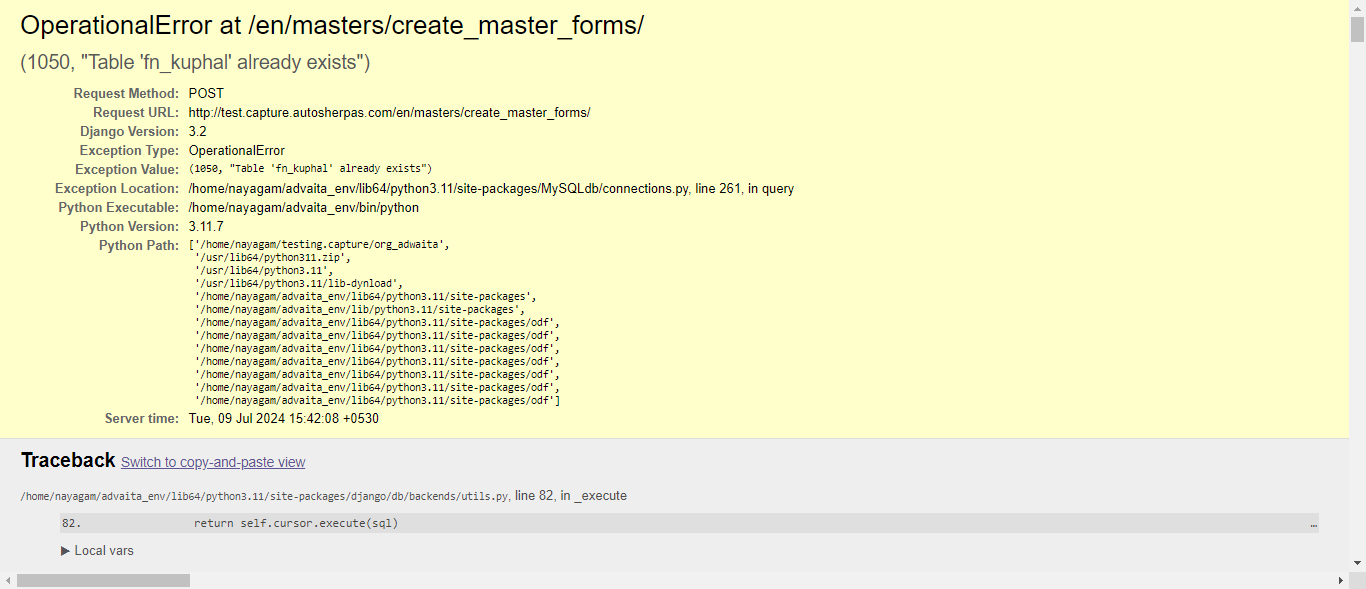 OperationalError at /en/masters/create_master_forms/
(1050, "Table 'fn_kuphal' already exists")
Request Method: POST
Request URL: http://test.capture.autosherpas.com/en/masters/create_master_forms/
Django Version: 3.2
Exception Type: OperationalError
Exception Value: (1050, "Table 'fn_kuphal' already exists")
Exception Location: /home/nayagam/advaita_env/lib64/python3.11/site-packages/MySQLdb/connections.py, line 261, in query
Python Executable: /home/nayagam/advaita_env/bin/python
Python Version: 3.11.7
Python Path: ['/home/nayagam/testing.capture/org_adwaita',
'/usr/lib64/python311.zip',
'/usr/lib64/python3.11',
'/usr/lib64/python3.11/lib-dynload',
'/home/nayagam/advaita_env/lib64/python3.11/site-packages',
'/home/nayagam/advaita_env/lib/python3.11/site-packages',
'/home/nayagam/advaita_env/lib64/python3.11/site-packages/odf',
'/home/nayagam/advaita_env/lib64/python3.11/site-packages/odf',
'/home/nayagam/advaita_env/lib64/python3.11/site-packages/odf',
'/home/nayagam/advaita_env/lib64/python3.11/site-packages/odf',
'/home/nayagam/advaita_env/lib64/python3.11/site-packages/odf',
'/home/nayagam/advaita_env/lib64/python3.11/site-packages/odf',
'/home/nayagam/advaita_env/lib64/python3.11/site-packages/odf']
Server time: Tue, 09 Jul 2024 15:42:08 +0530
Traceback Switch to copy-and-paste view
/home/nayagam/advaita_env/lib64/python3.11/site-packages/django/db/backends/utils.py, line 82, in _execute
82. return self.cursor.execute(sql) …
▶ Local vars